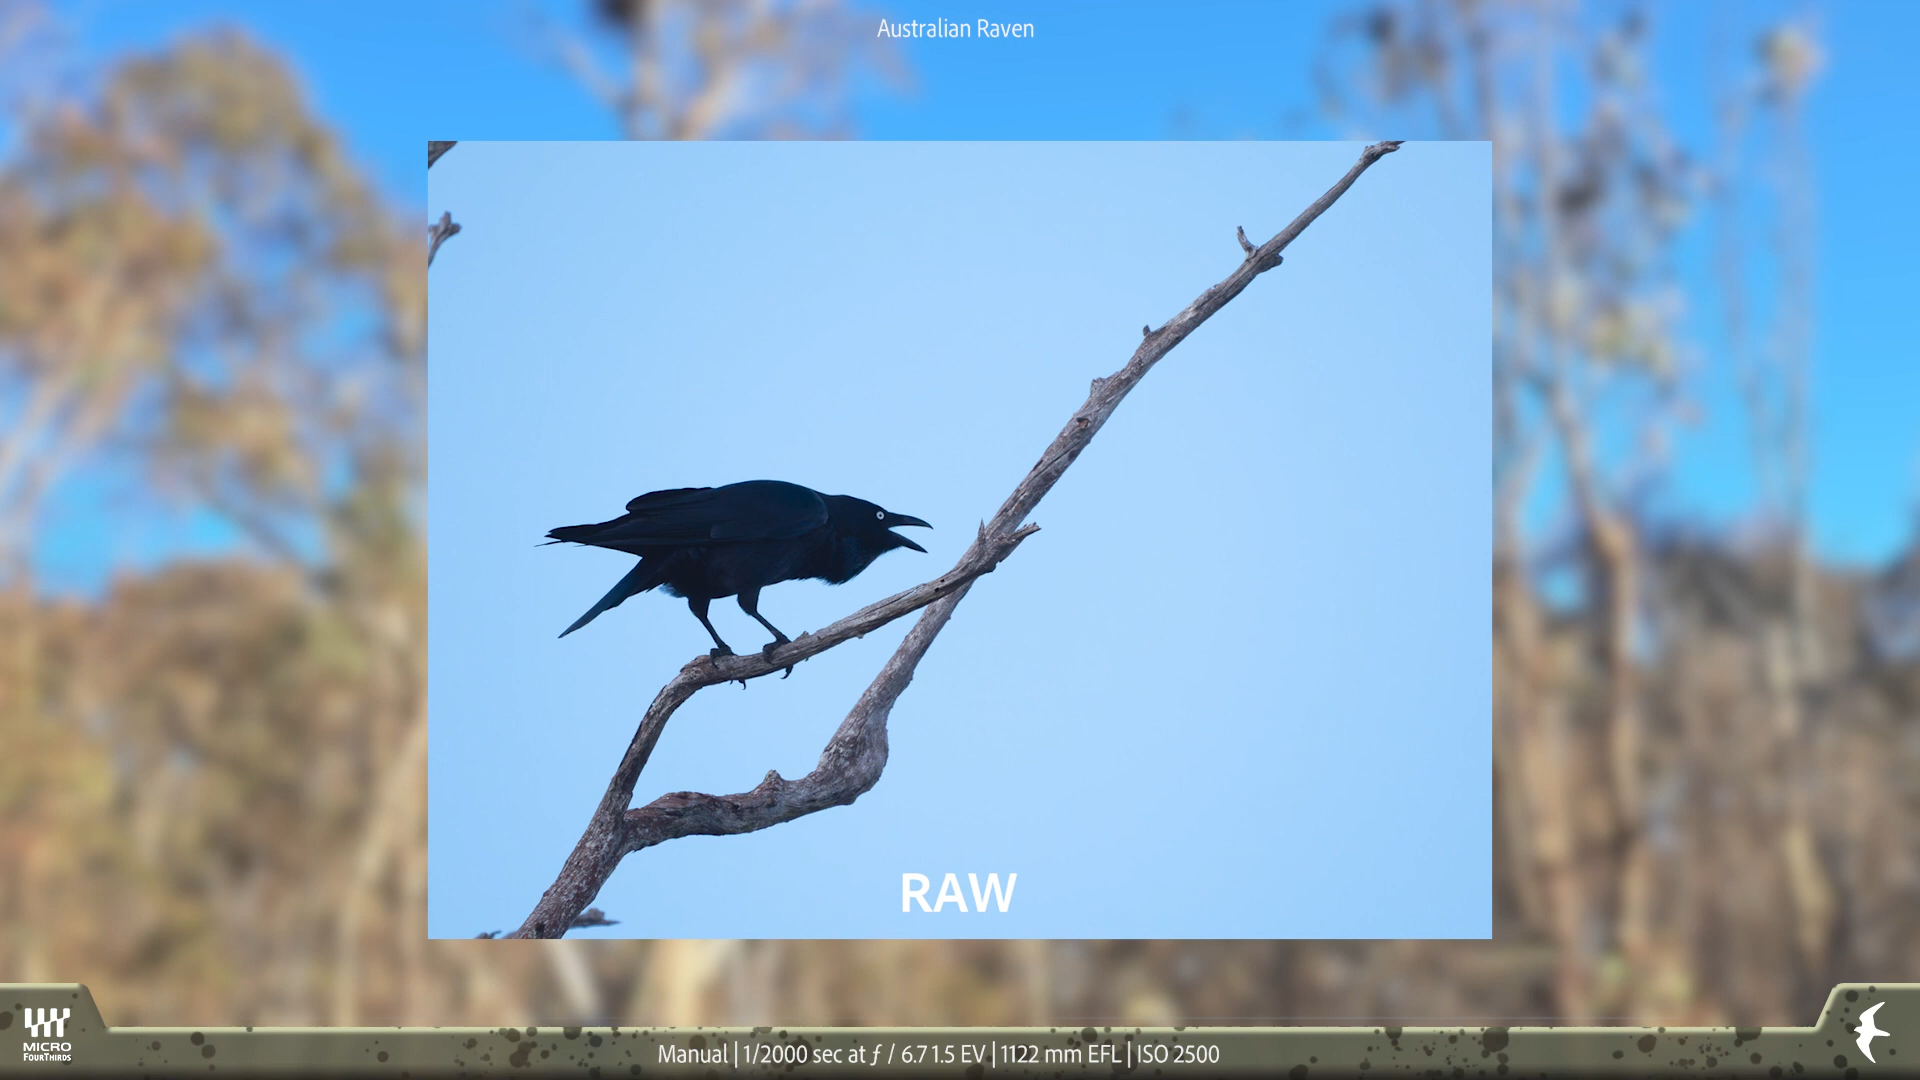 Australian Raven
RAW
MICRO
FOURTHIRDS
Manual | 1/2000 sec at ƒ / 6.7 1.5 EV | 1122 mm EFL | ISO 2500